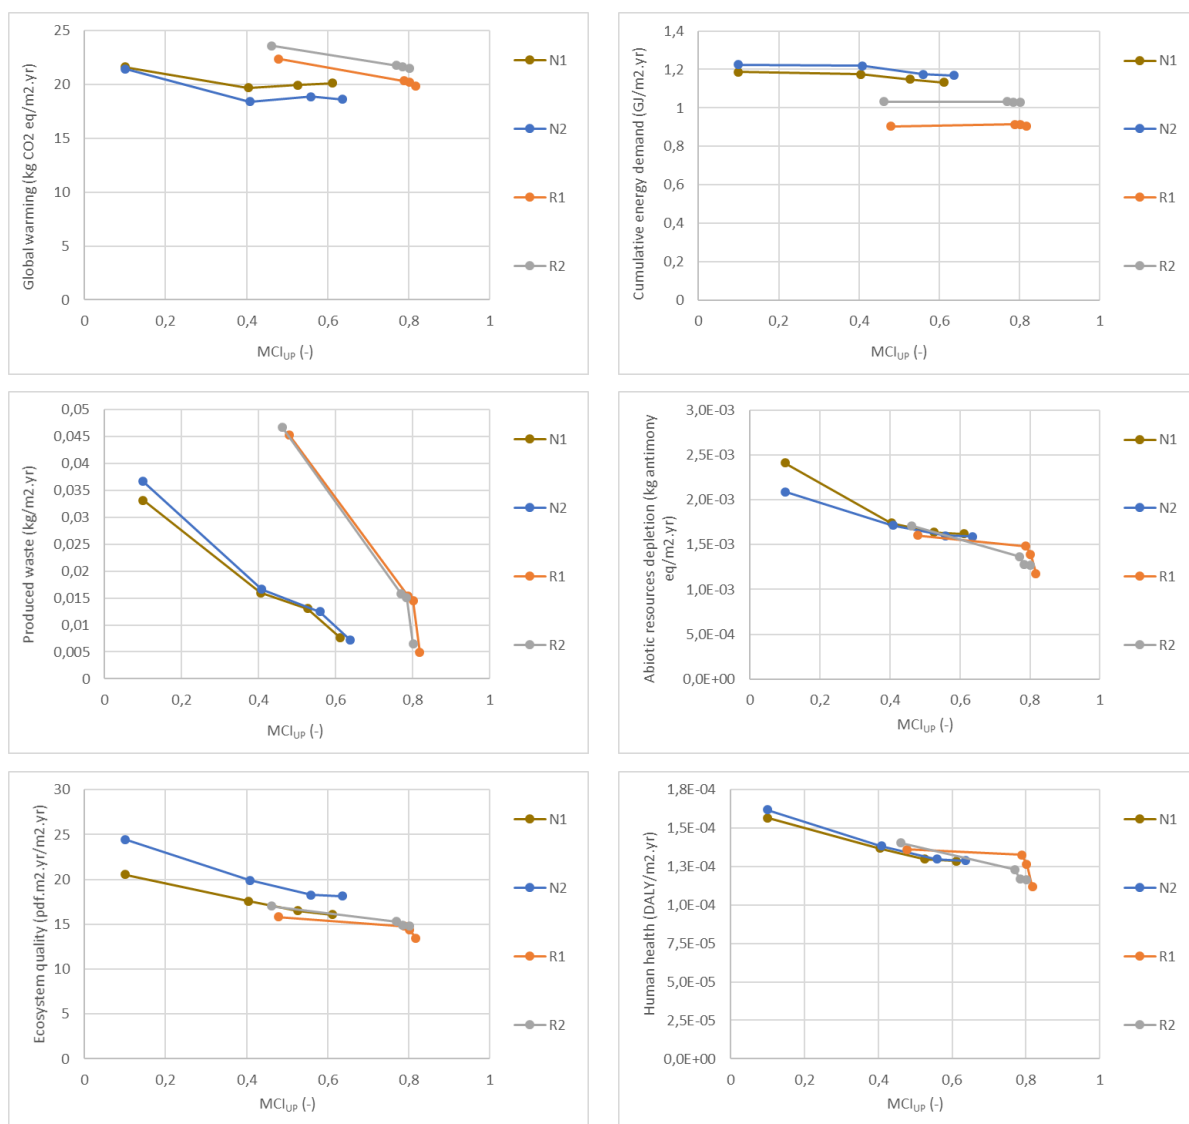 Global warming (kg CO2 eq/m2.yr)
25
20
15
10
5
0
0 0,2 0,4 0,6 0,8 1
MCIUP (-)
N1
N2
R1
R2
Cumulative energy demand (GJ/m2.yr)
1,4
1,2
1
0,8
0,6
0,4
0,2
0
0 0,2 0,4 0,6 0,8 1
MCIUP (-)
N1
N2
R1
R2
Produced waste (kg/m2.yr)
0,05
0,045
0,04
0,035
0,03
0,025
0,02
0,015
0,01
0,005
0
0 0,2 0,4 0,6 0,8 1
MCIUP (-)
N1
N2
R1
R2
Abiotic resources depletion (kg antimony
eq/m2.yr)
3,0E-03
2,5E-03
2,0E-03
1,5E-03
1,0E-03
5,0E-04
0,0E+00
0 0,2 0,4 0,6 0,8 1
MCIUP (-)
N1
N2
R1
R2
Ecosystem quality (pdf.m2.yr/m2.yr)
30
25
20
15
10
5
0
0 0,2 0,4 0,6 0,8 1
MCIUP (-)
N1
N2
R1
R2
Human health (DALY/m2.yr)
1,8E-04
1,5E-04
1,3E-04
1,0E-04
7,5E-05
5,0E-05
2,5E-05
0,0E+00
0 0,2 0,4 0,6 0,8 1
MCIUP (-)
N1
N2
R1
R2